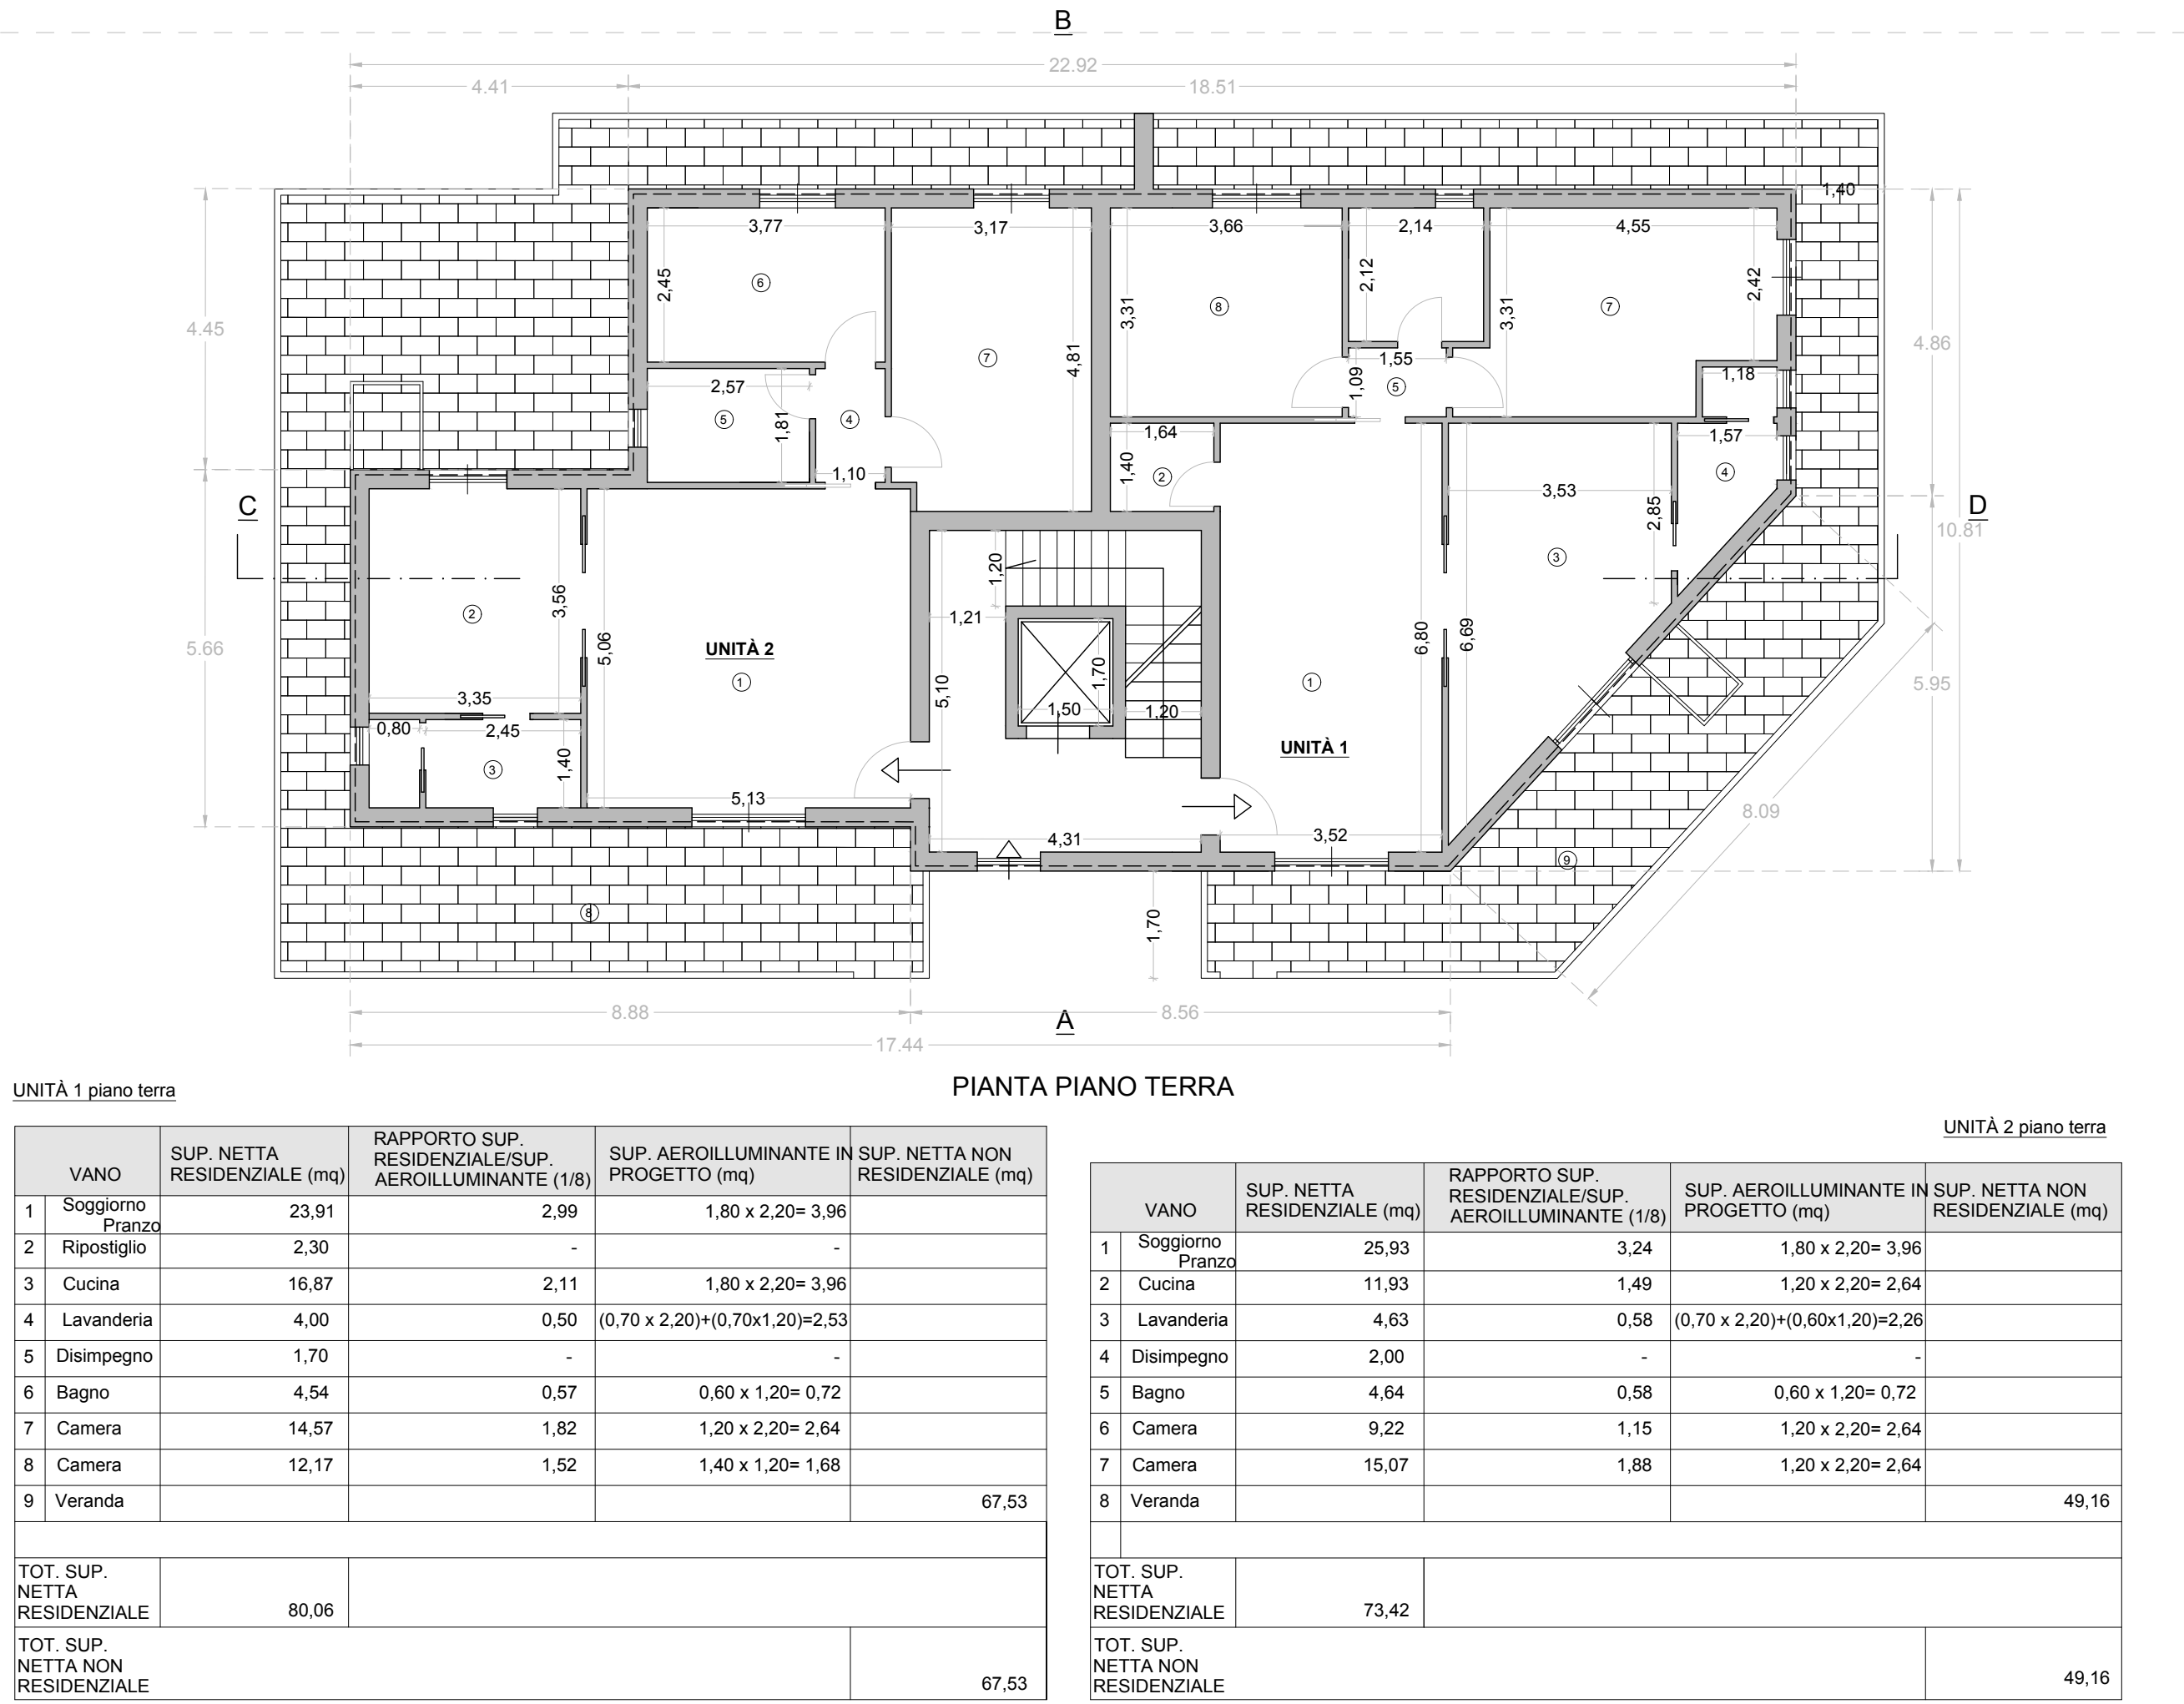 B
22.92
4.41
18.51
1,40
3,77
3,17
3,66
2,14
4,55
2,45
6
2,12
2,42
3,31
8
3,31
7
4.45
7
4,81
4.86
1,55
1,09
5
1,18
2,57
5
1,81
4
1,64
1,57
1,10
1,40
2
4
3,53
2,85
C
D
10.81
3
1,20
3,56
2
1,21
5.66
5,06
UNITÀ 2
1
6,80
6,69
1,70
5,10
1
5.95
3,35
1,50
1,20
0,80
2,45
UNITÀ 1
3
1,40
5,13
8.09
4,31
3,52
9
8
1,70
8.88
A
8.56
17.44
PIANTA PIANO TERRA
UNITÀ 1 piano terra
VANO
SUP. NETTA
RESIDENZIALE (mq)
RAPPORTO SUP.
RESIDENZIALE/SUP.
AEROILLUMINANTE (1/8)
SUP. AEROILLUMINANTE IN
PROGETTO (mq)
SUP. NETTA NON
RESIDENZIALE (mq)
1 Soggiorno
Pranzo 23,91 2,99 1,80 x 2,20= 3,96
2 Ripostiglio 2,30 - -
3 Cucina 16,87 2,11 1,80 x 2,20= 3,96
4 Lavanderia 4,00 0,50 (0,70 x 2,20)+(0,70x1,20)=2,53
5 Disimpegno 1,70 - -
6 Bagno 4,54 0,57 0,60 x 1,20= 0,72
7 Camera 14,57 1,82 1,20 x 2,20= 2,64
8 Camera 12,17 1,52 1,40 x 1,20= 1,68
9 Veranda 67,53
TOT. SUP.
NETTA
RESIDENZIALE 80,06
TOT. SUP.
NETTA NON
RESIDENZIALE 67,53
UNITÀ 2 piano terra
VANO
SUP. NETTA
RESIDENZIALE (mq)
RAPPORTO SUP.
RESIDENZIALE/SUP.
AEROILLUMINANTE (1/8)
SUP. AEROILLUMINANTE IN
PROGETTO (mq)
SUP. NETTA NON
RESIDENZIALE (mq)
1 Soggiorno
Pranzo 25,93 3,24 1,80 x 2,20= 3,96
2 Cucina 11,93 1,49 1,20 x 2,20= 2,64
3 Lavanderia 4,63 0,58 (0,70 x 2,20)+(0,60x1,20)=2,26
4 Disimpegno 2,00 - -
5 Bagno 4,64 0,58 0,60 x 1,20= 0,72
6 Camera 9,22 1,15 1,20 x 2,20= 2,64
7 Camera 15,07 1,88 1,20 x 2,20= 2,64
8 Veranda 49,16
TOT. SUP.
NETTA
RESIDENZIALE 73,42
TOT. SUP.
NETTA NON
RESIDENZIALE 49,16